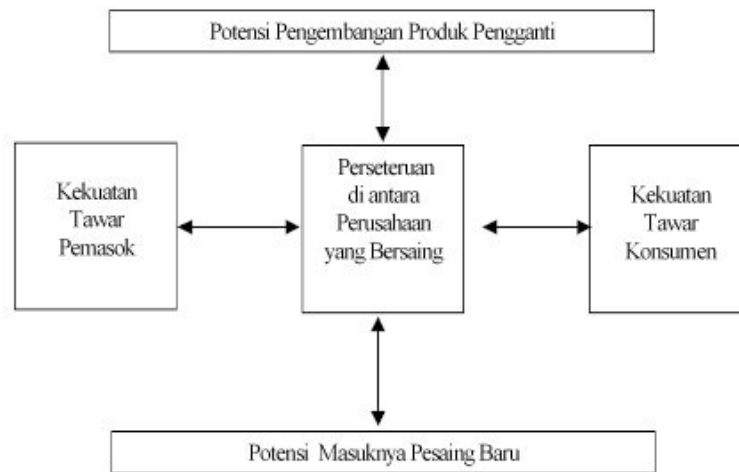 Potensi Pengembangan Produk Pengganti
Kekuatan
Tawar
Pemasok
Perseteruan
di antara
Perusahaan
yang Bersaing
Kekuatan
Tawar
Konsumen
Potensi Masuknya Pesaing Baru